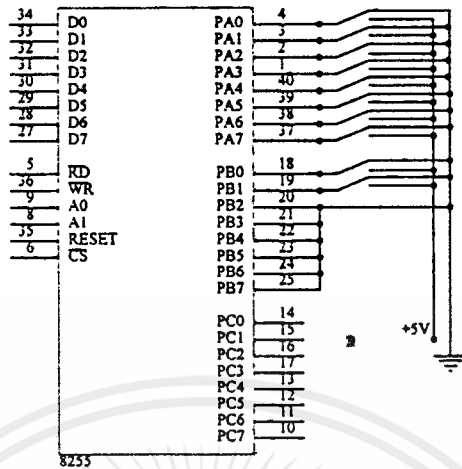 34 D0 PA0 4
33 D1 PA1 3
32 D2 PA2 2
31 D3 PA3 1
30 D4 PA4 40
29 D5 PA5 39
28 D6 PA6 38
27 D7 PA7 37
5 RD PB0 18
36 WR PB1 19
9 A0 PB2 20
8 A1 PB3 21
35 RESET PB4 22
6 CS PB5 23
PB6 24
PB7 25
PC0 14
PC1 15
PC2 16
PC3 17
PC4 13
PC5 12
PC6 11
PC7 10
+5V
8255